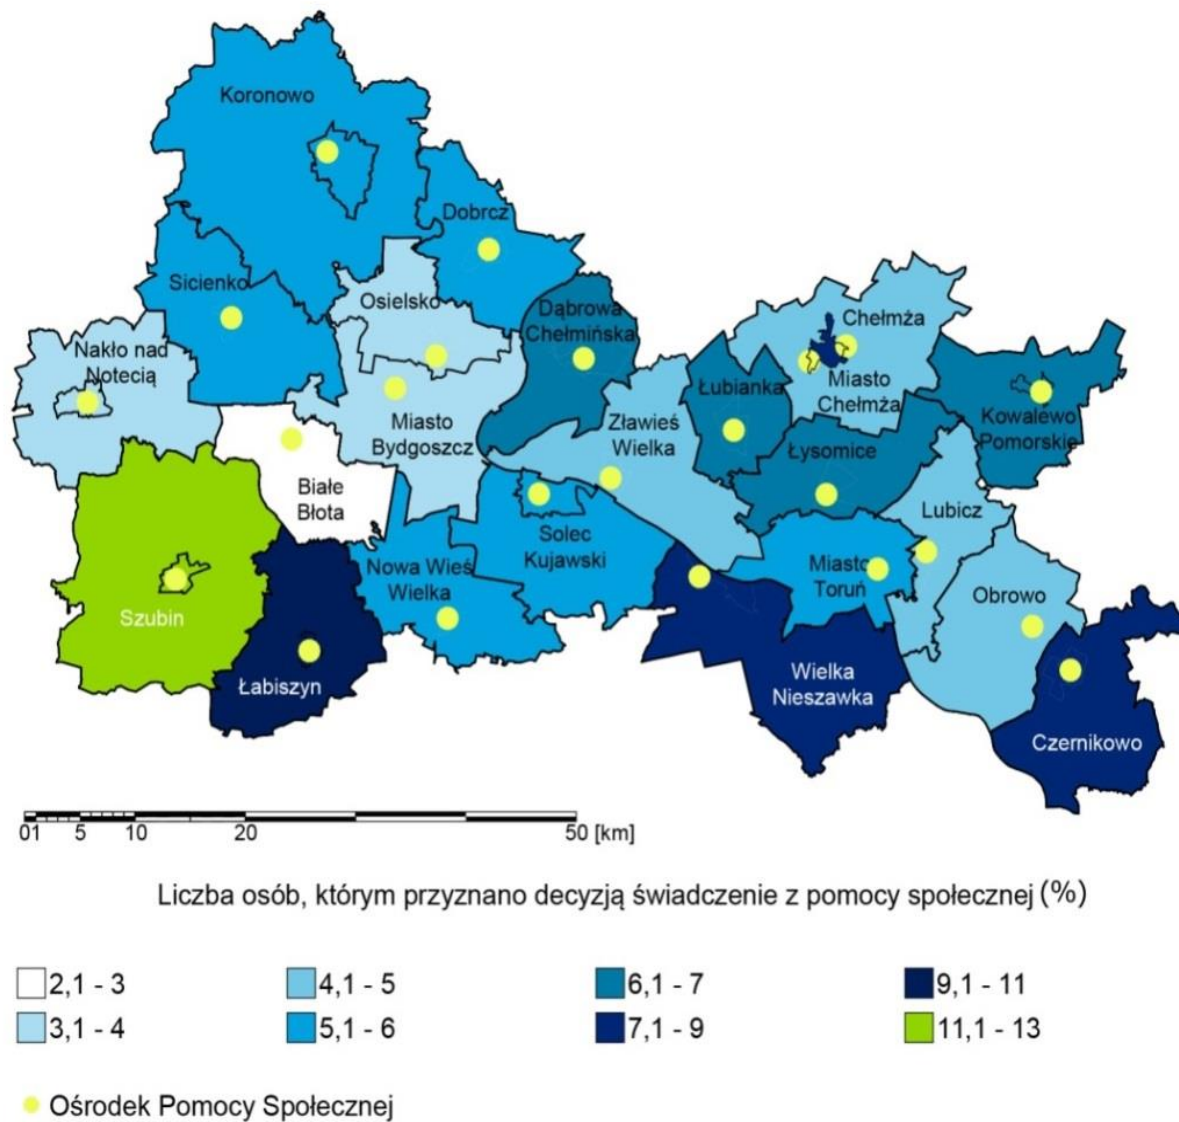 Koronowo
Dobrcz
Sicienko
Osielsko
Dąbrowa
Chełmińska
Chełmża
Nakło nad
Notecią
Miasto
Chełmża
Łubianka
Kowalewo
Pomorskie
Miasto
Bydgoszcz
Zławieś
Wielka
Łysomice
Białe
Błota
Lubicz
Solec
Kujawski
Nowa Wieś
Wielka
Miasto
Toruń
Obrowo
Szubin
Łabiszyn
Wielka
Nieszawka
Czernikowo
01 5 10 20 50 [km]
Liczba osób, którym przyznano decyzją świadczenie z pomocy społecznej (%)
2,1 - 3
4,1 - 5
6,1 - 7
9,1 - 11
3,1 - 4
5,1 - 6
7,1 - 9
11,1 - 13
Ośrodek Pomocy Społecznej